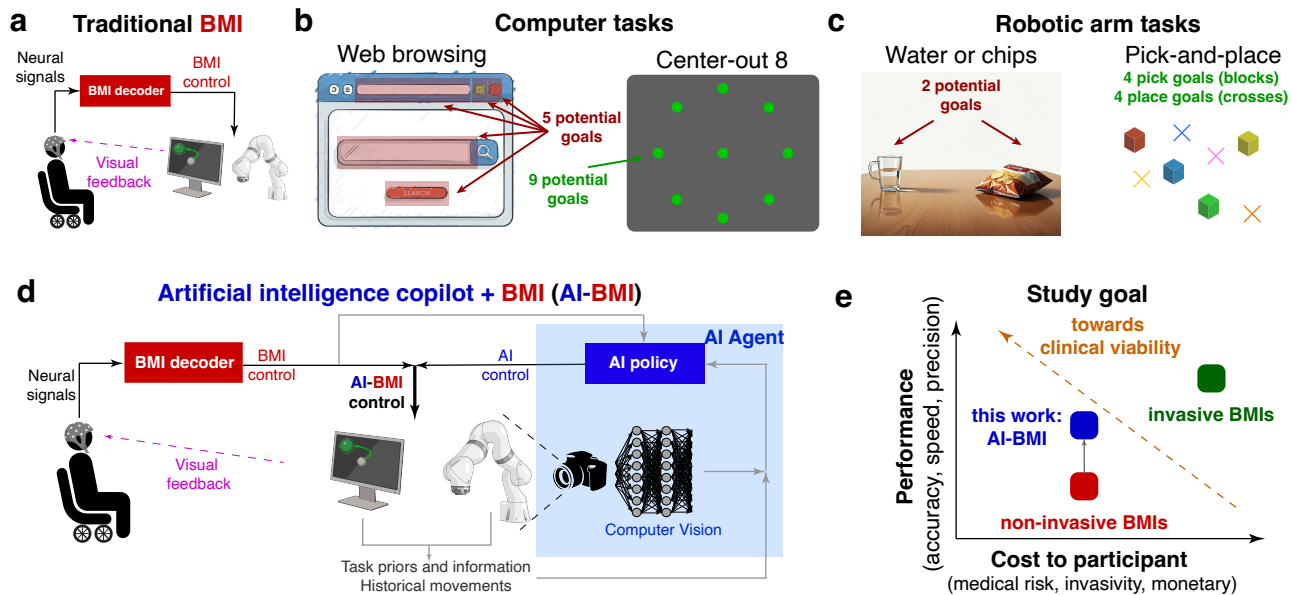 a
Traditional BMI
Neural
signals
BMI
control
BMI decoder
Visual
feedback
b
Computer tasks
Web browsing
Center-out 8
5 potential
goals
9 potential
goals
SEARCH
c
Robotic arm tasks
Water or chips
Pick-and-place
2 potential
goals
4 pick goals (blocks)
4 place goals (crosses)
d
Artificial intelligence copilot + BMI (AI-BMI)
AI Agent
BMI decoder
BMI
control
AI
control
AI policy
Neural
signals
AI-BMI
control
Visual
feedback
Computer Vision
Task priors and information
Historical movements
e
Study goal
towards
clinical viability
this work:
AI-BMI
invasive BMIs
non-invasive BMIs
Performance
(accuracy, speed, precision)
Cost to participant
(medical risk, invasivity, monetary)